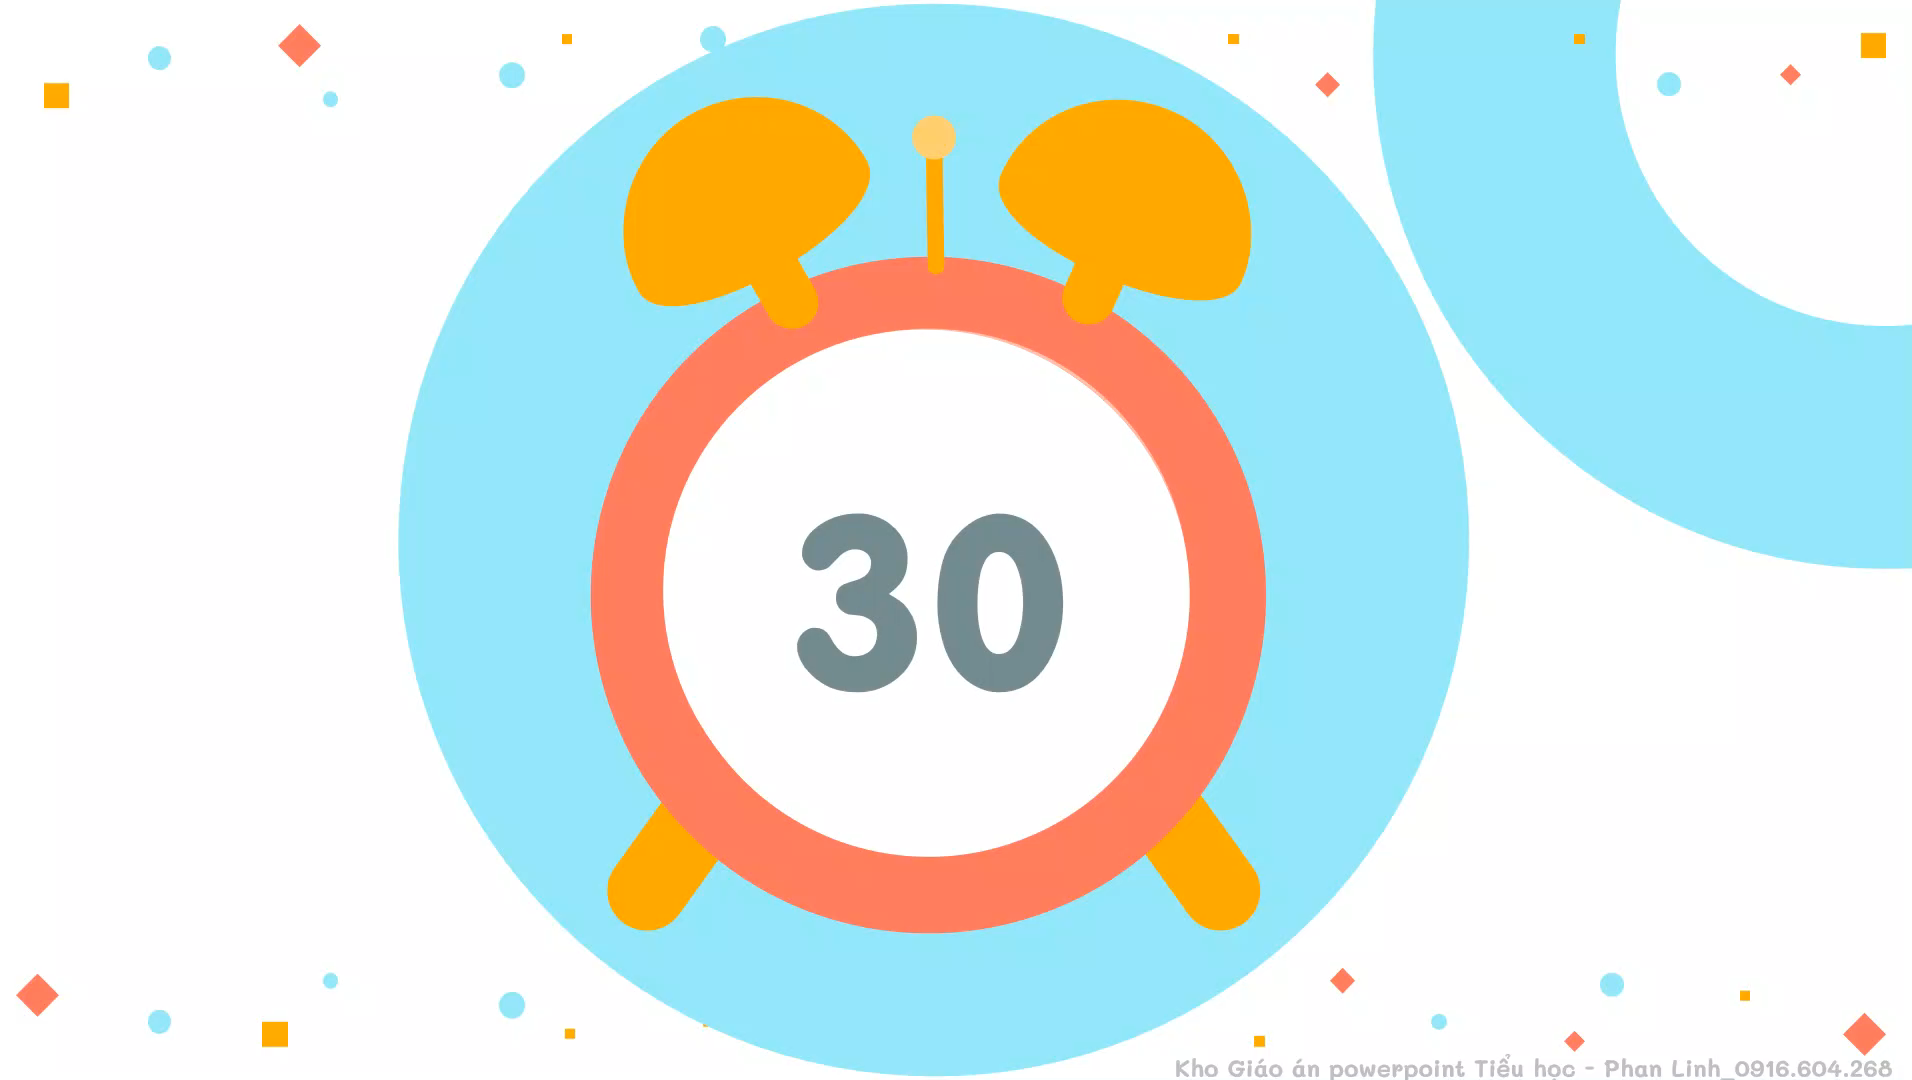 30
Kho Giáo án powerpoint Tiểu học - Phan Linh_0916.604.268